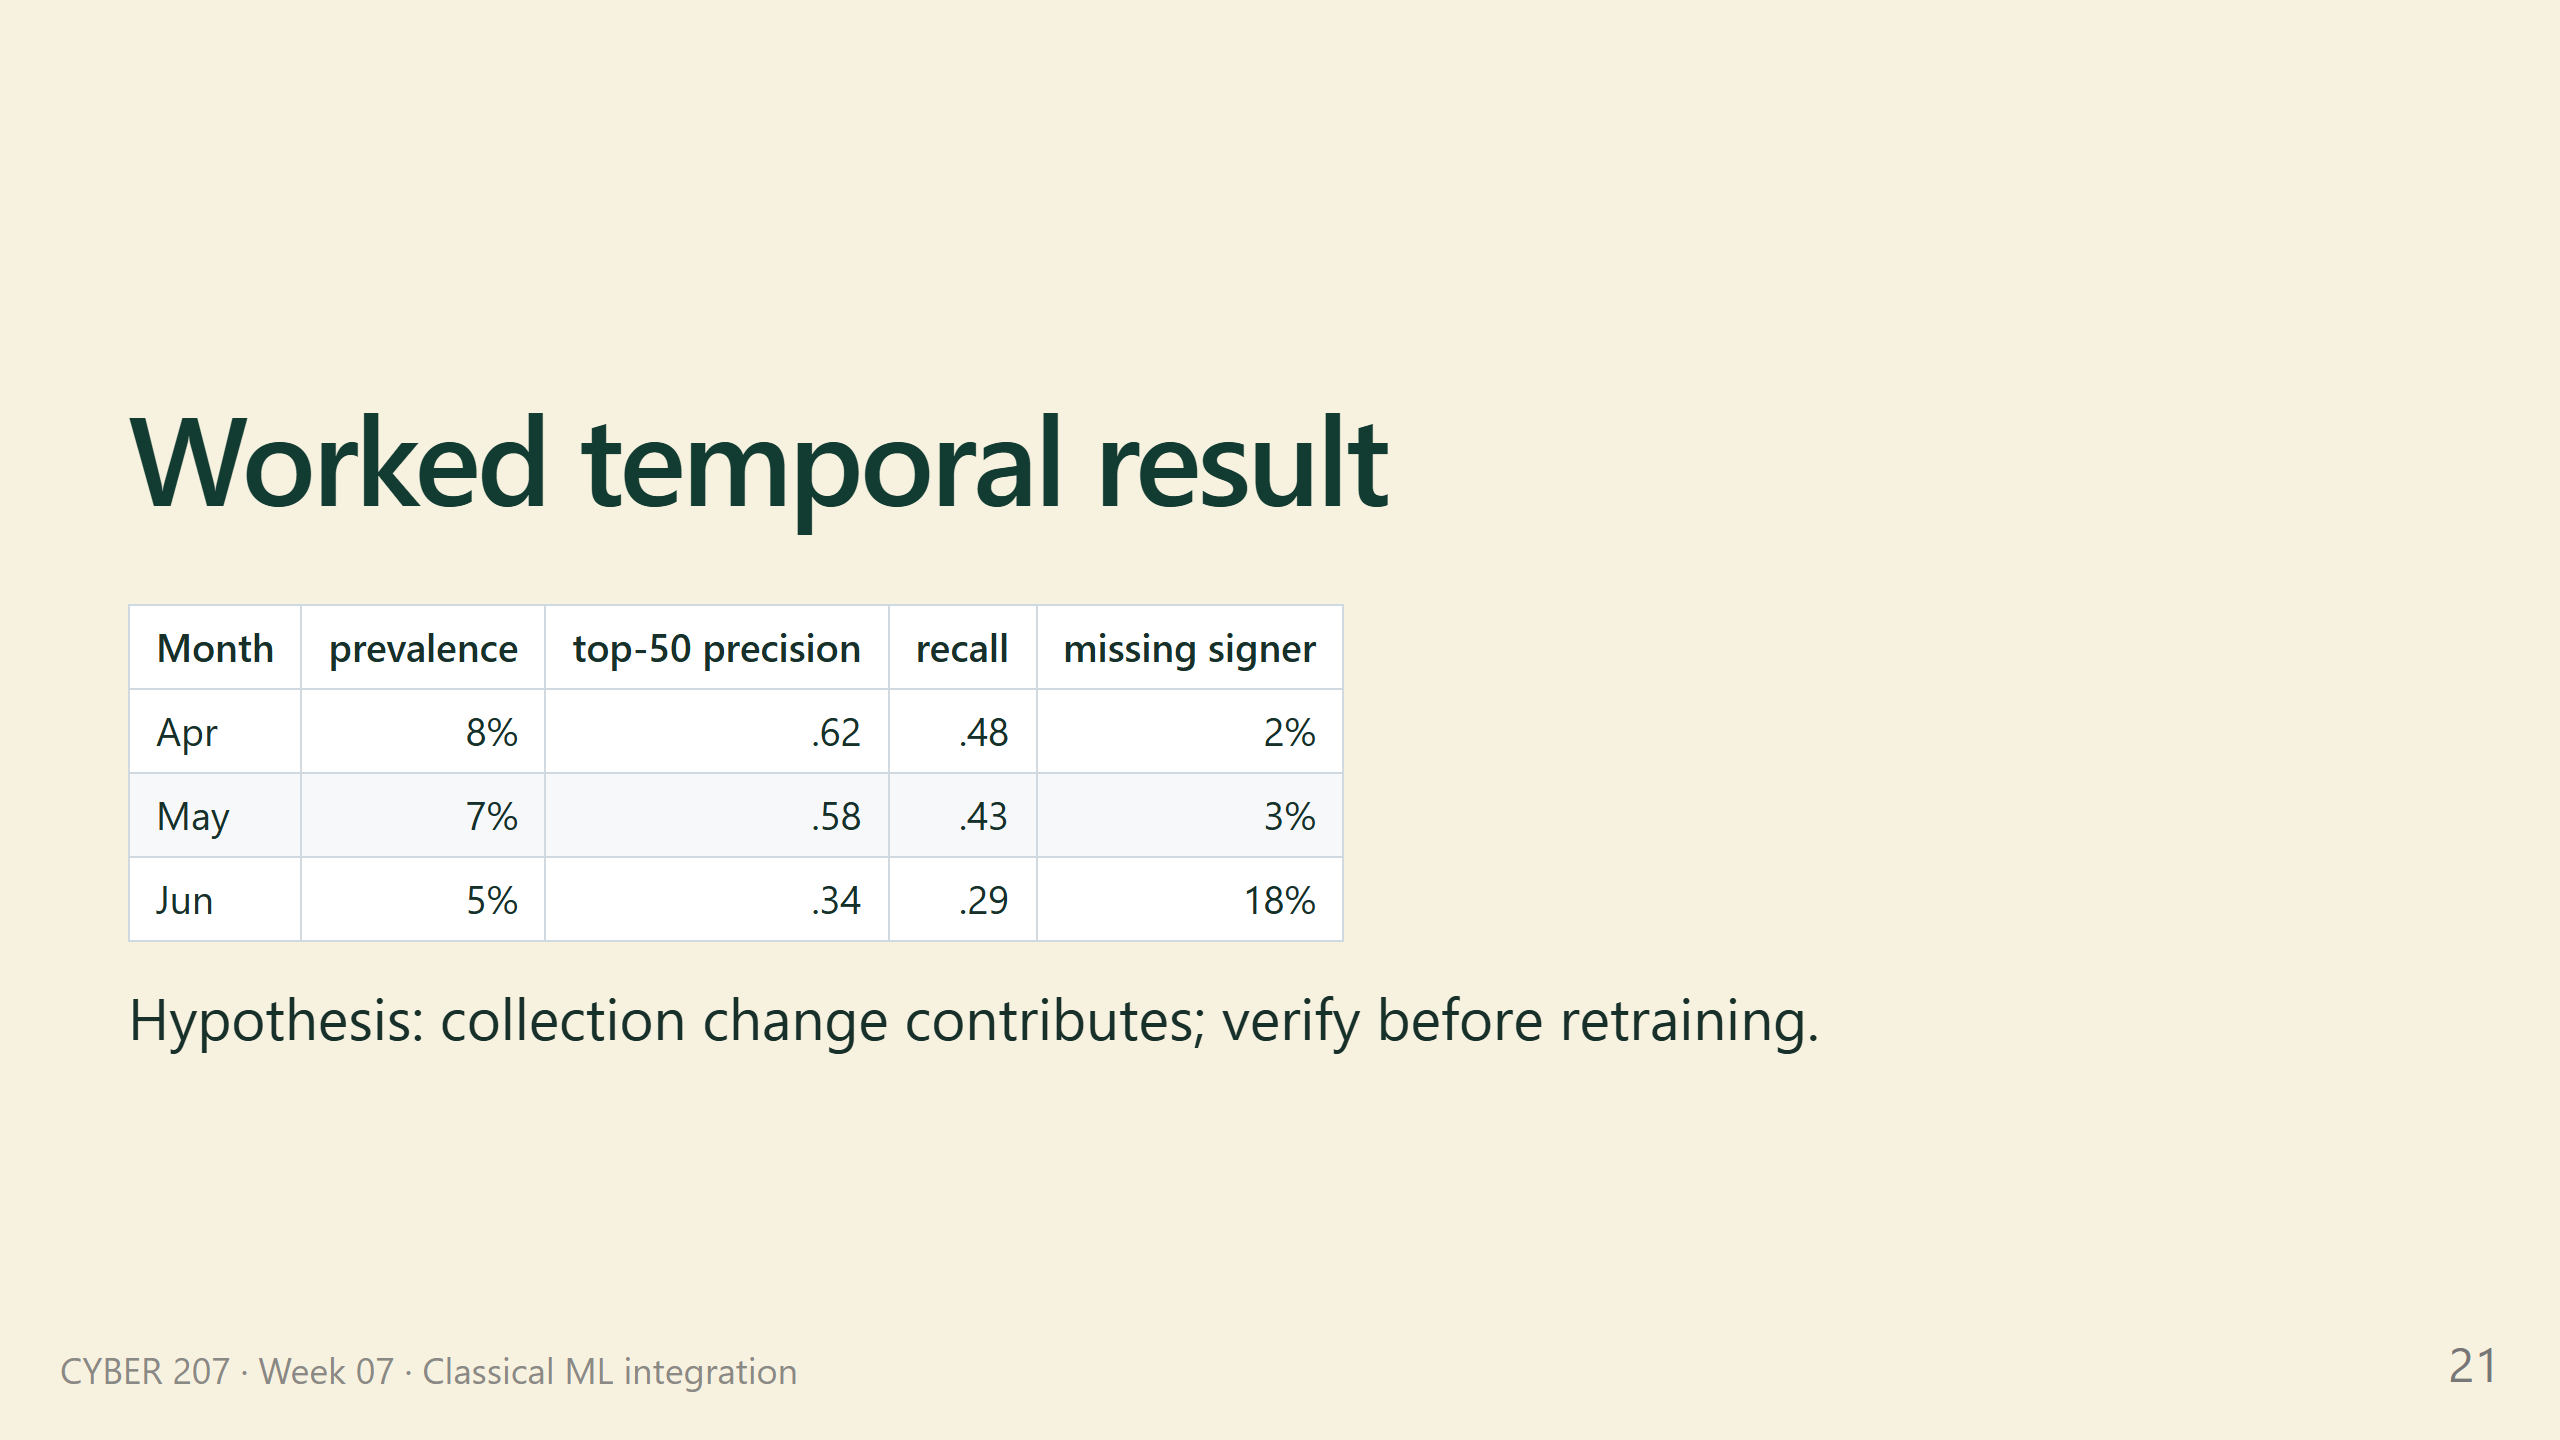 Worked temporal result
Month prevalence top-50 precision recall missing signer
Apr 8% .62 .48 2%
May 7% .58 .43 3%
Jun 5% .34 .29 18%
Hypothesis: collection change contributes; verify before retraining.
CYBER 207 · Week 07 · Classical ML integration
21